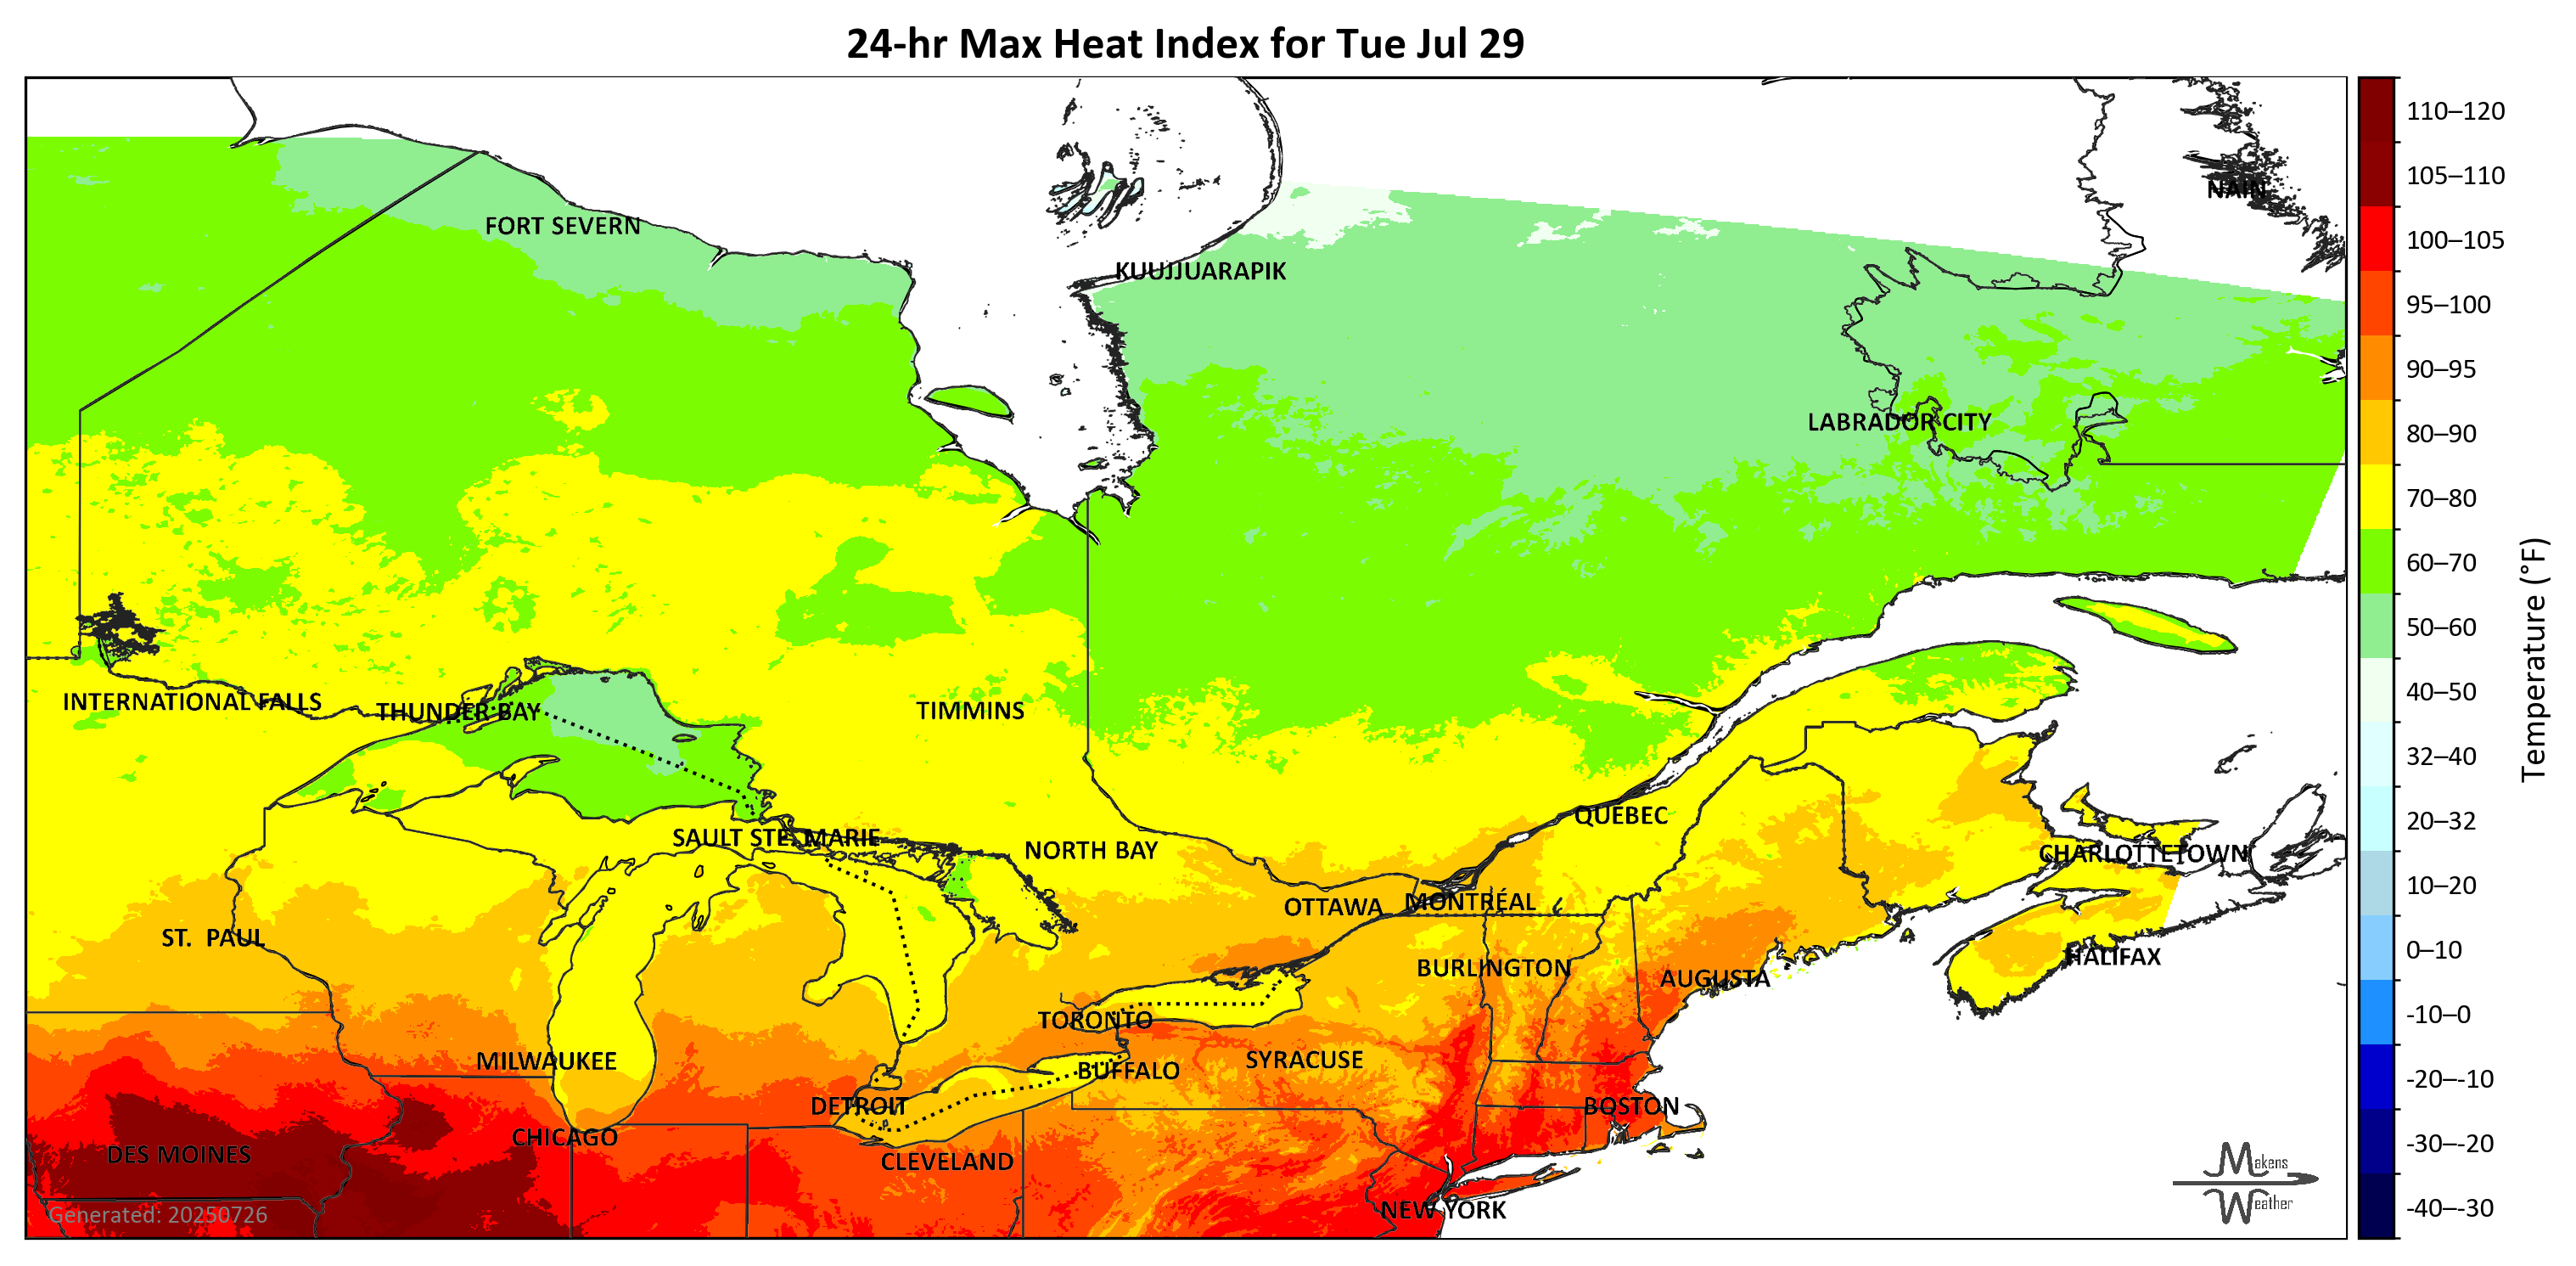 24-hr Max Heat Index for Tue Jul 29
NAIN
FORT SEVERN
KUUJJUARAPIK
LABRADOR CITY
INTERNATIONAL FALLS
THUNDER BAY
TIMMINS
QUEBEC
SAULT STE. MARIE
NORTH BAY
CHARLOTTETOWN
OTTAWA
MONTRÉAL
ST. PAUL
HALIFAX
BURLINGTON
AUGUSTA
TORONTO
MILWAUKEE
SYRACUSE
BUFFALO
DETROIT
BOSTON
CHICAGO
DES MOINES
CLEVELAND
NEW YORK
Generated: 20250726
Makens
Weather
110–120
105–110
100–105
95–100
90–95
80–90
70–80
60–70
50–60
40–50
32–40
20–32
10–20
0–10
-10–0
-20–-10
-30–-20
-40–-30
Temperature (°F)